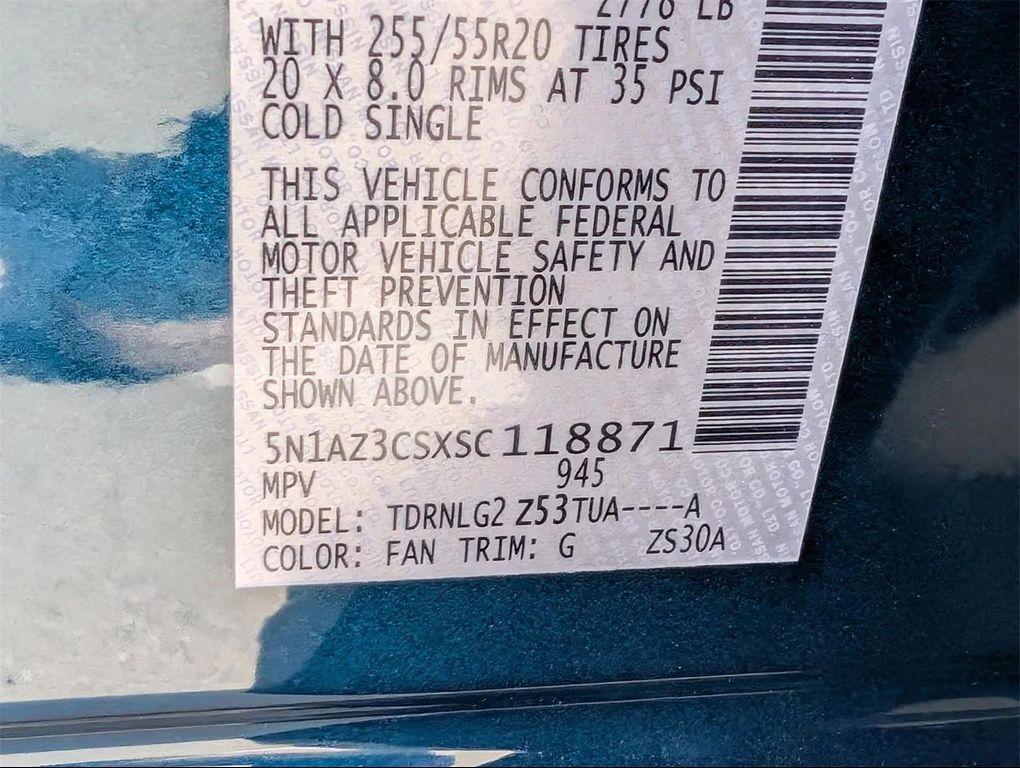 2778 LB
WITH 255/55R20 TIRES
20 X 8.0 RIMS AT 35 PSI
COLD SINGLE
THIS VEHICLE CONFORMS TO
ALL APPLICABLE FEDERAL
MOTOR VEHICLE SAFETY AND
THEFT PREVENTION
STANDARDS IN EFFECT ON
THE DATE OF MANUFACTURE
SHOWN ABOVE.
5N1AZ3CSXSC118871
MPV 945
MODEL: TDRNLG2 Z53TUA----A
COLOR: FAN TRIM: G ZS30A